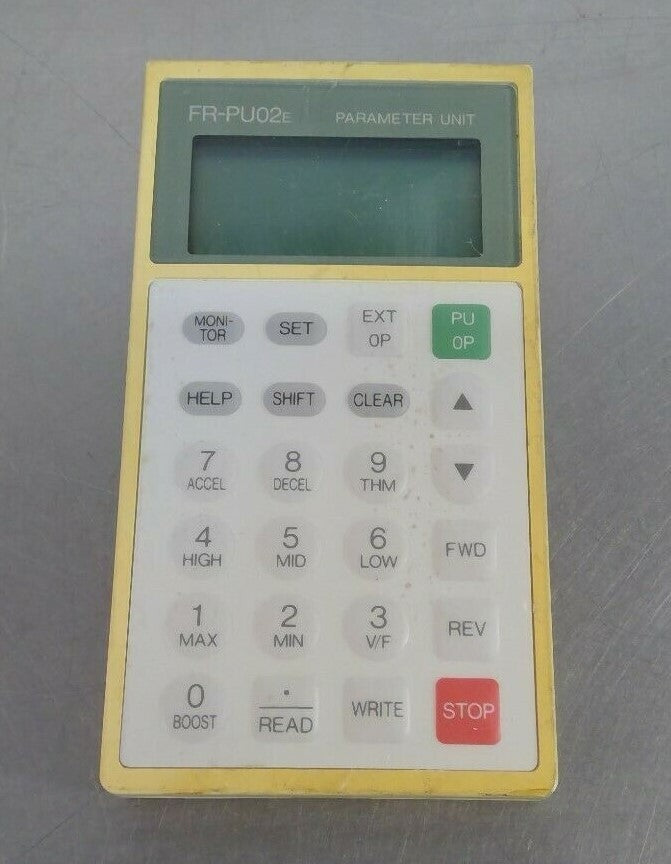 FR-PU02E PARAMETER UNIT
MONI-
TOR
SET
EXT
OP
PU
OP
HELP
SHIFT
CLEAR
▲
7
ACCEL
8
DECEL
9
THM
▼
4
HIGH
5
MID
6
LOW
FWD
1
MAX
2
MIN
3
V/F
REV
0
BOOST
.
READ
WRITE
STOP